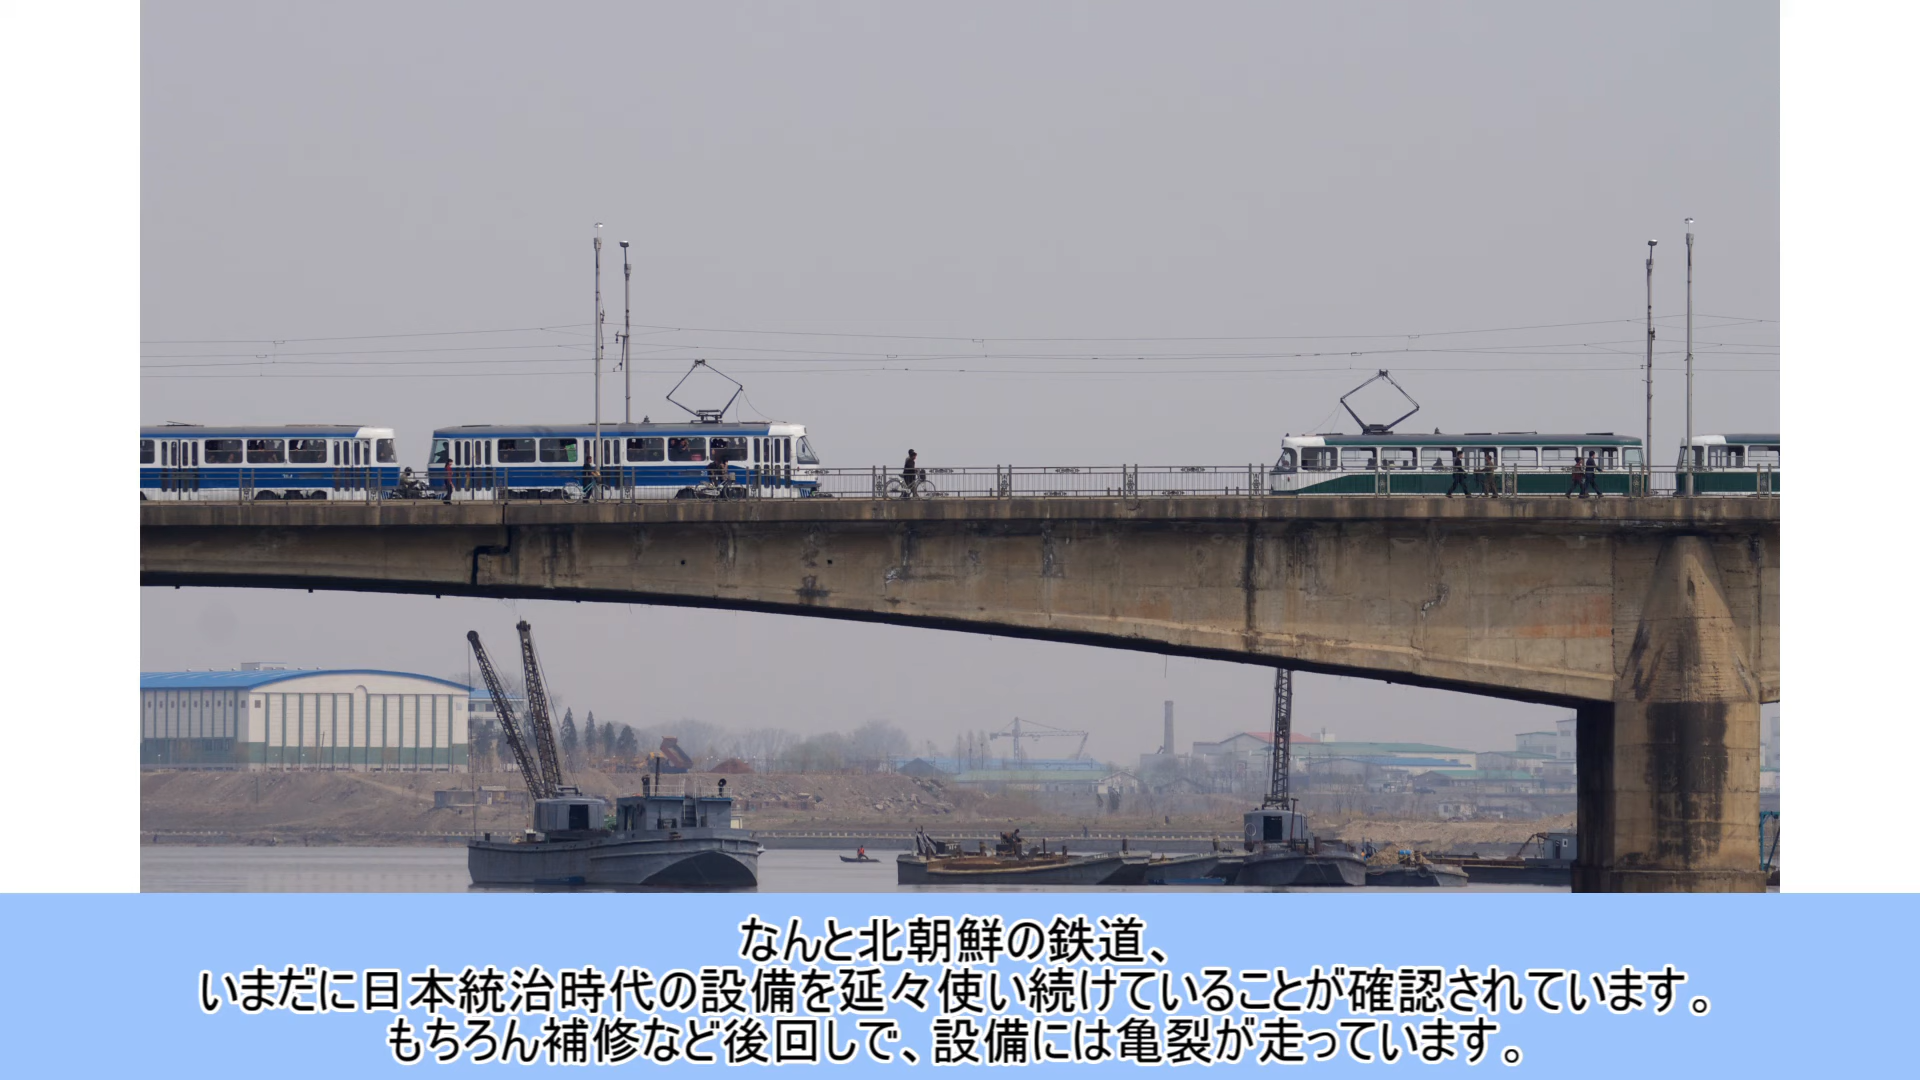 なんと北朝鮮の鉄道、
いまだに日本統治時代の設備を延々使い続けていることが確認されています。
もちろん補修など後回しで、設備には亀裂が走っています。